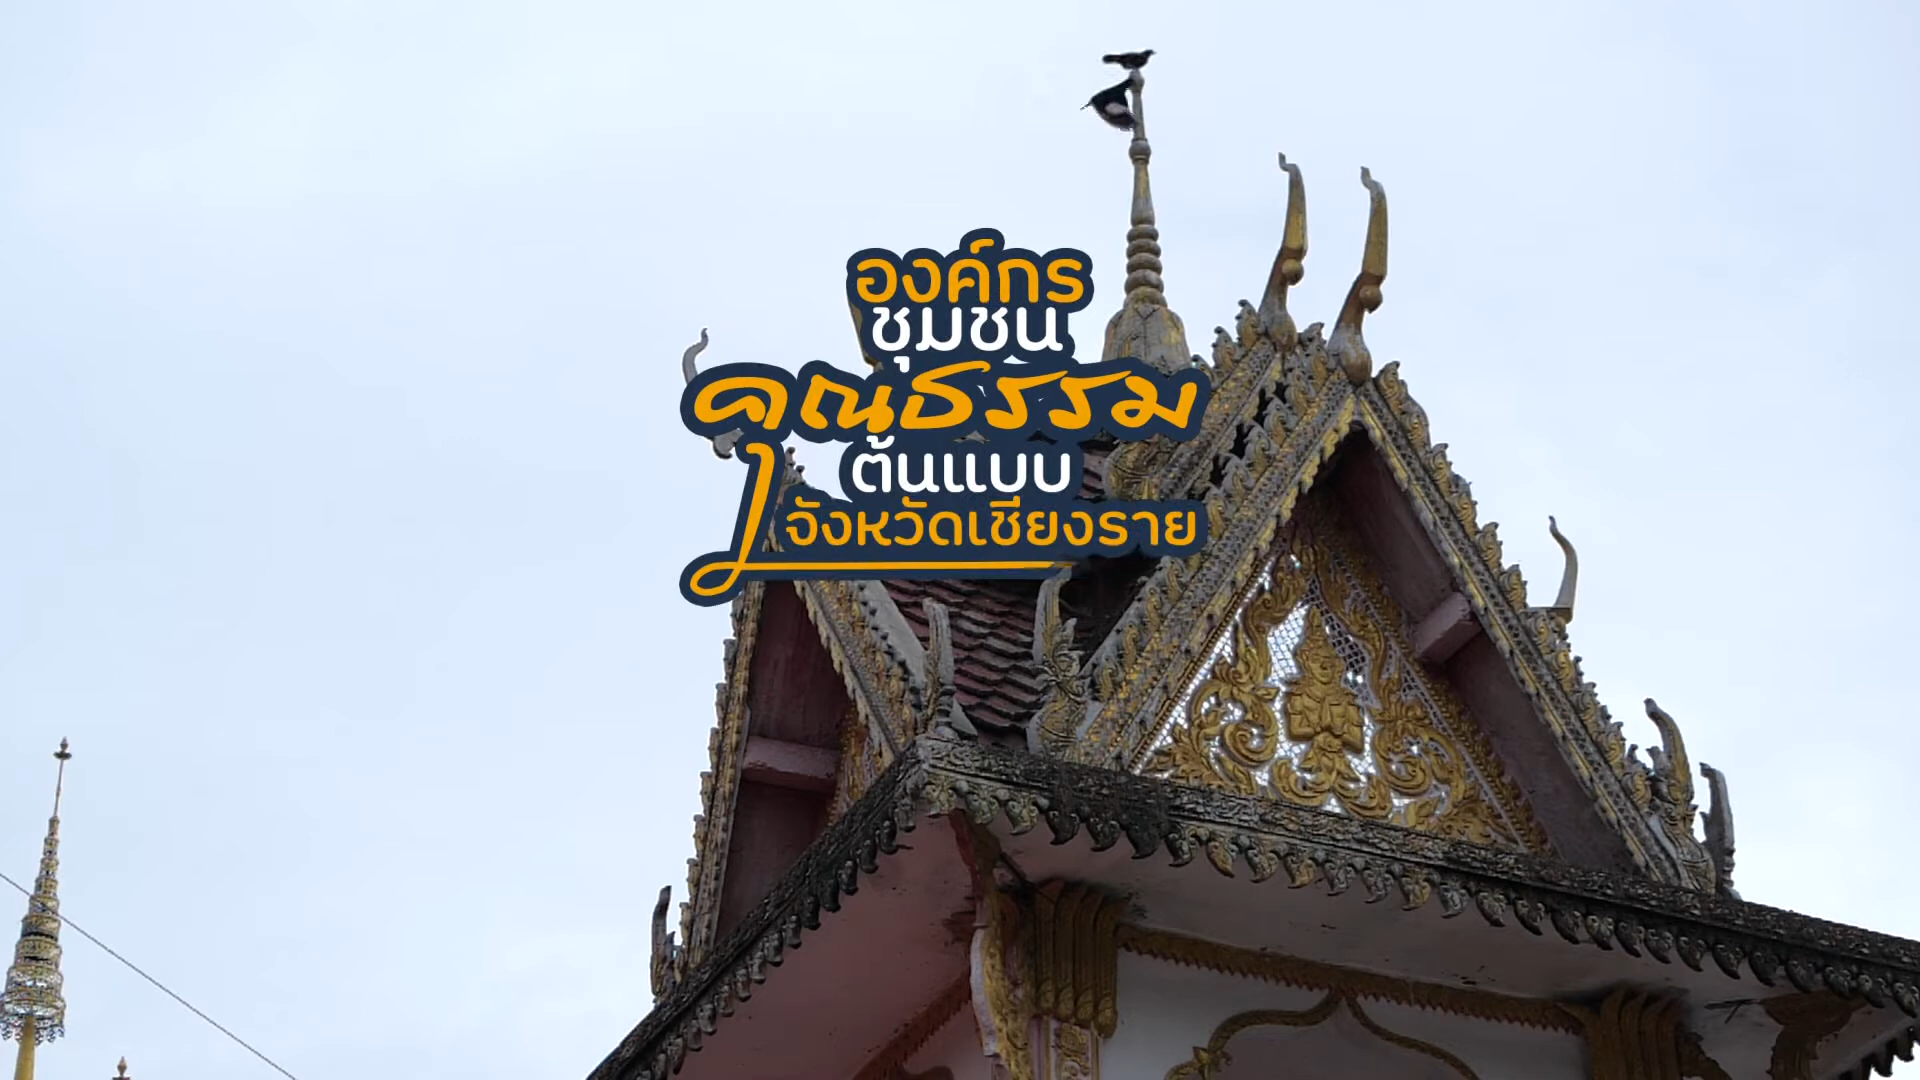 องค์กร
ชุมชน
คุณธรรม
ต้นแบบ
จังหวัดเชียงราย